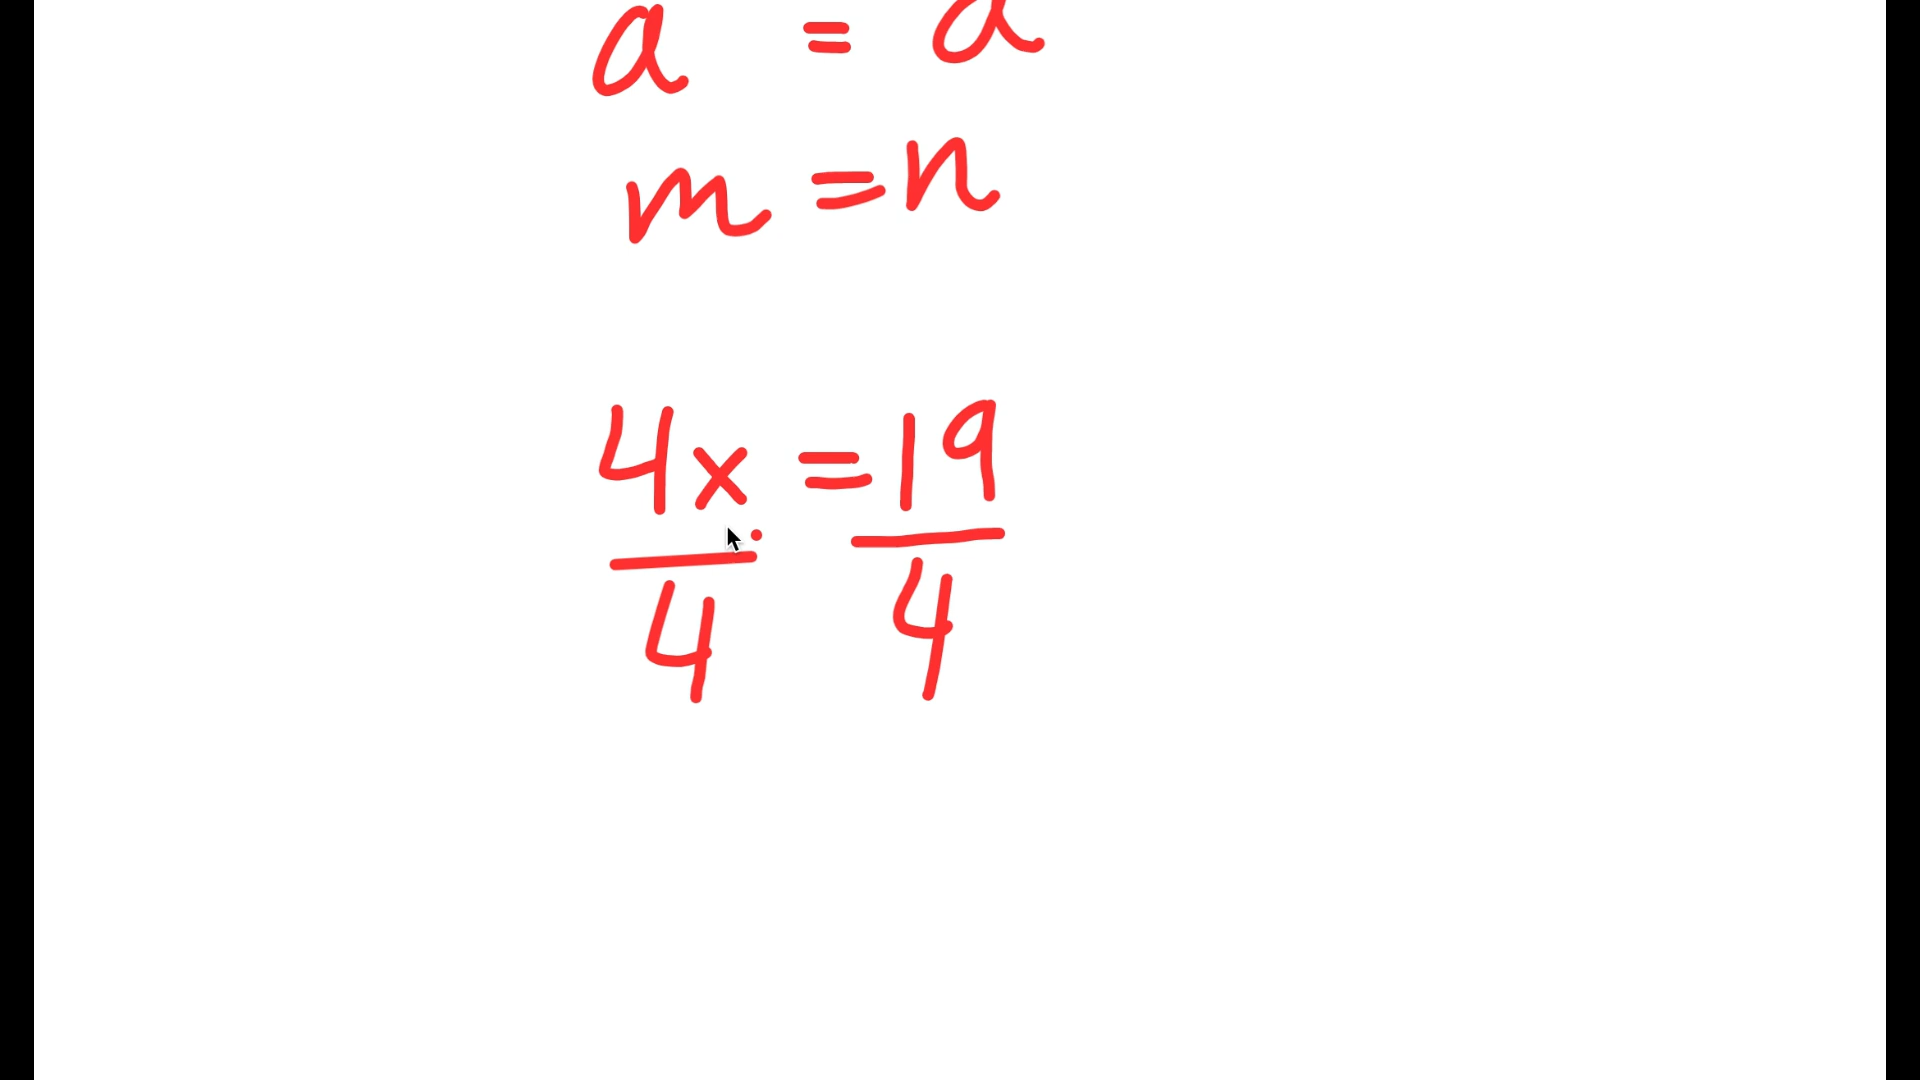 a = a
m = n
4x = 19
4 4